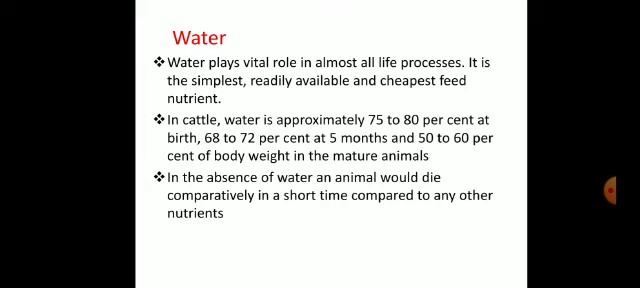 Water
❖Water plays vital role in almost all life processes. It is
the simplest, readily available and cheapest feed
nutrient.
❖In cattle, water is approximately 75 to 80 per cent at
birth, 68 to 72 per cent at 5 months and 50 to 60 per
cent of body weight in the mature animals
❖In the absence of water an animal would die
comparatively in a short time compared to any other
nutrients